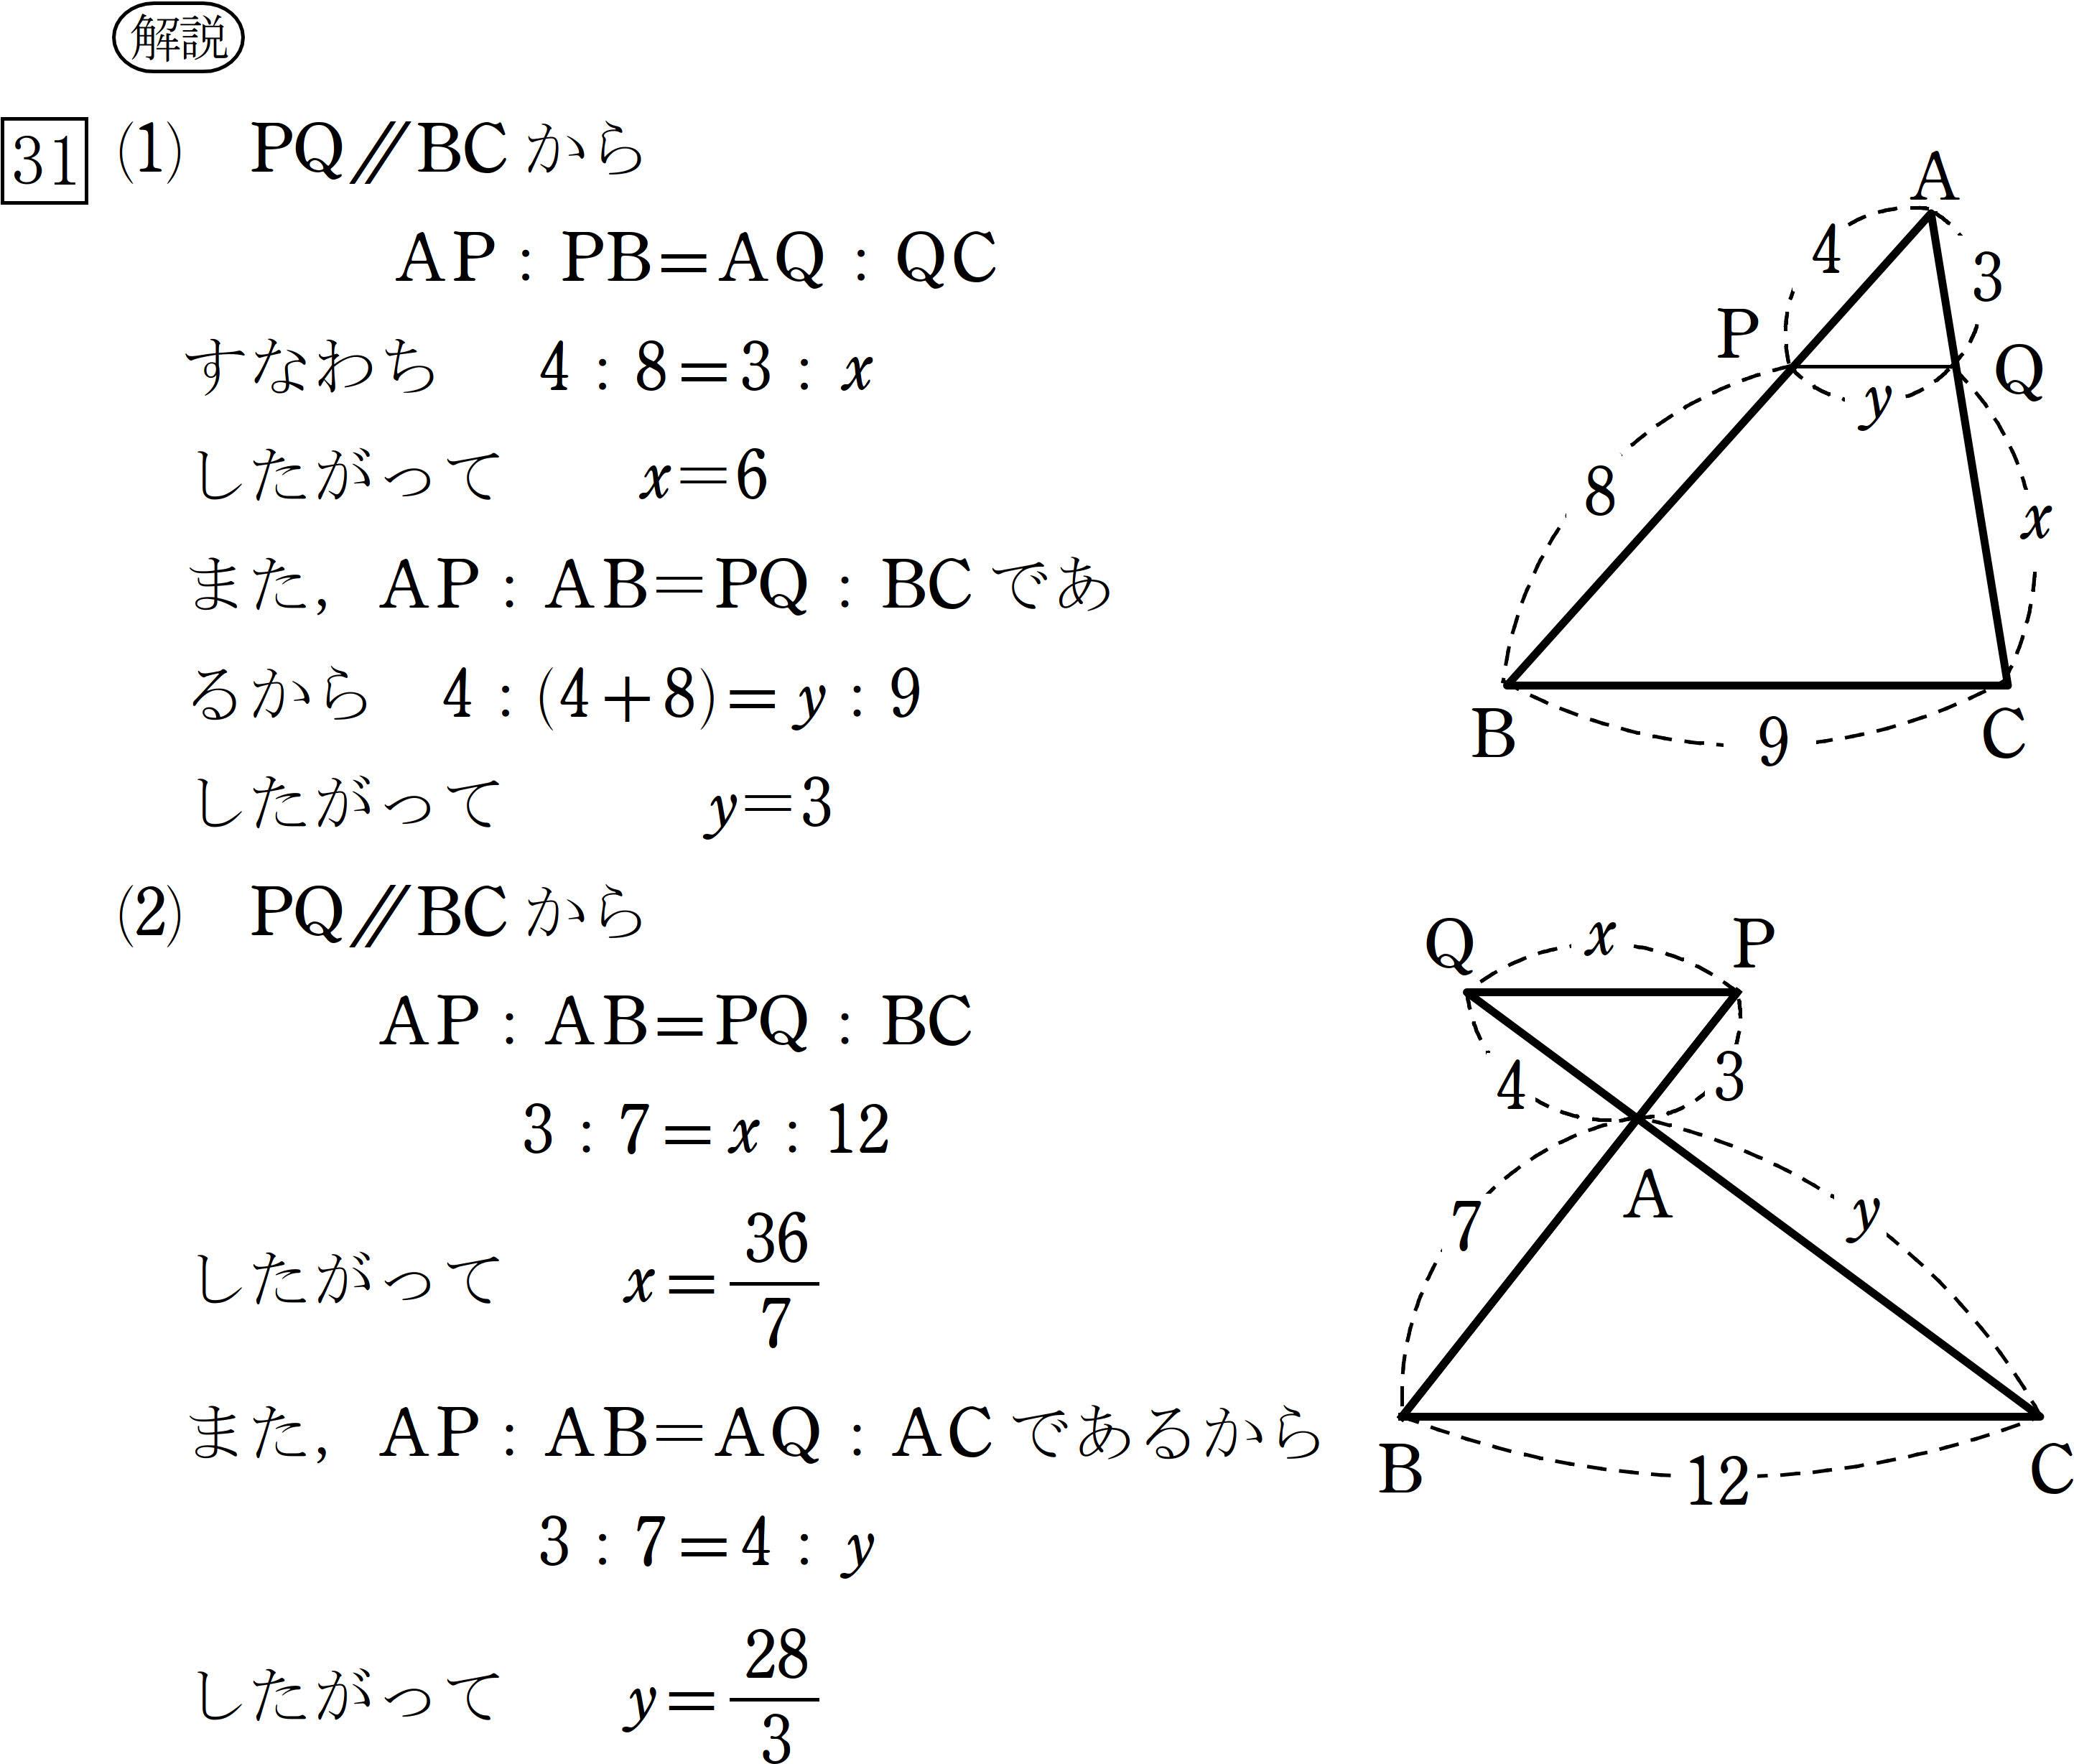 解説
31 (1) PQ∥BC から
AP : PB=AQ : QC
すなわち 4 : 8=3 : x
したがって x=6
また, AP : AB=PQ : BC であ
るから 4 : (4+8)=y : 9
したがって y=3
A
4
3
P
Q
y
8
x
B
9
C
(2) PQ∥BC から
AP : AB=PQ : BC
3 : 7=x : 12
したがって x=36/7
また, AP : AB=AQ : AC であるから
3 : 7=4 : y
したがって y=28/3
Q
x
P
4
3
A
7
y
B
12
C